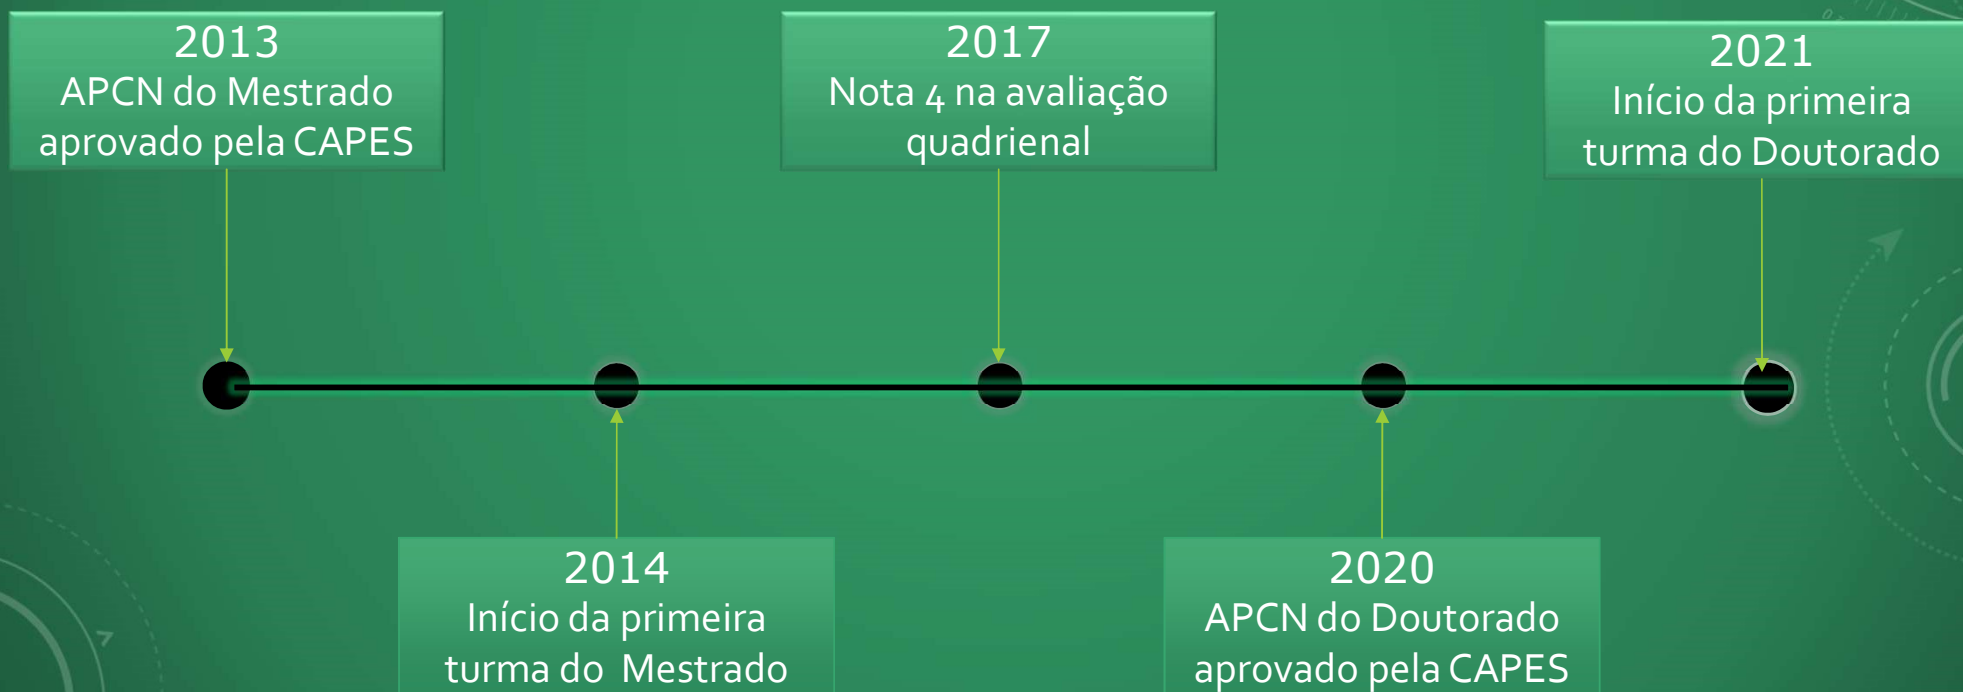 2013
APCN do Mestrado
aprovado pela CAPES
2017
Nota 4 na avaliação
quadrienal
2021
Início da primeira
turma do Doutorado
2014
Início da primeira
turma do Mestrado
2020
APCN do Doutorado
aprovado pela CAPES